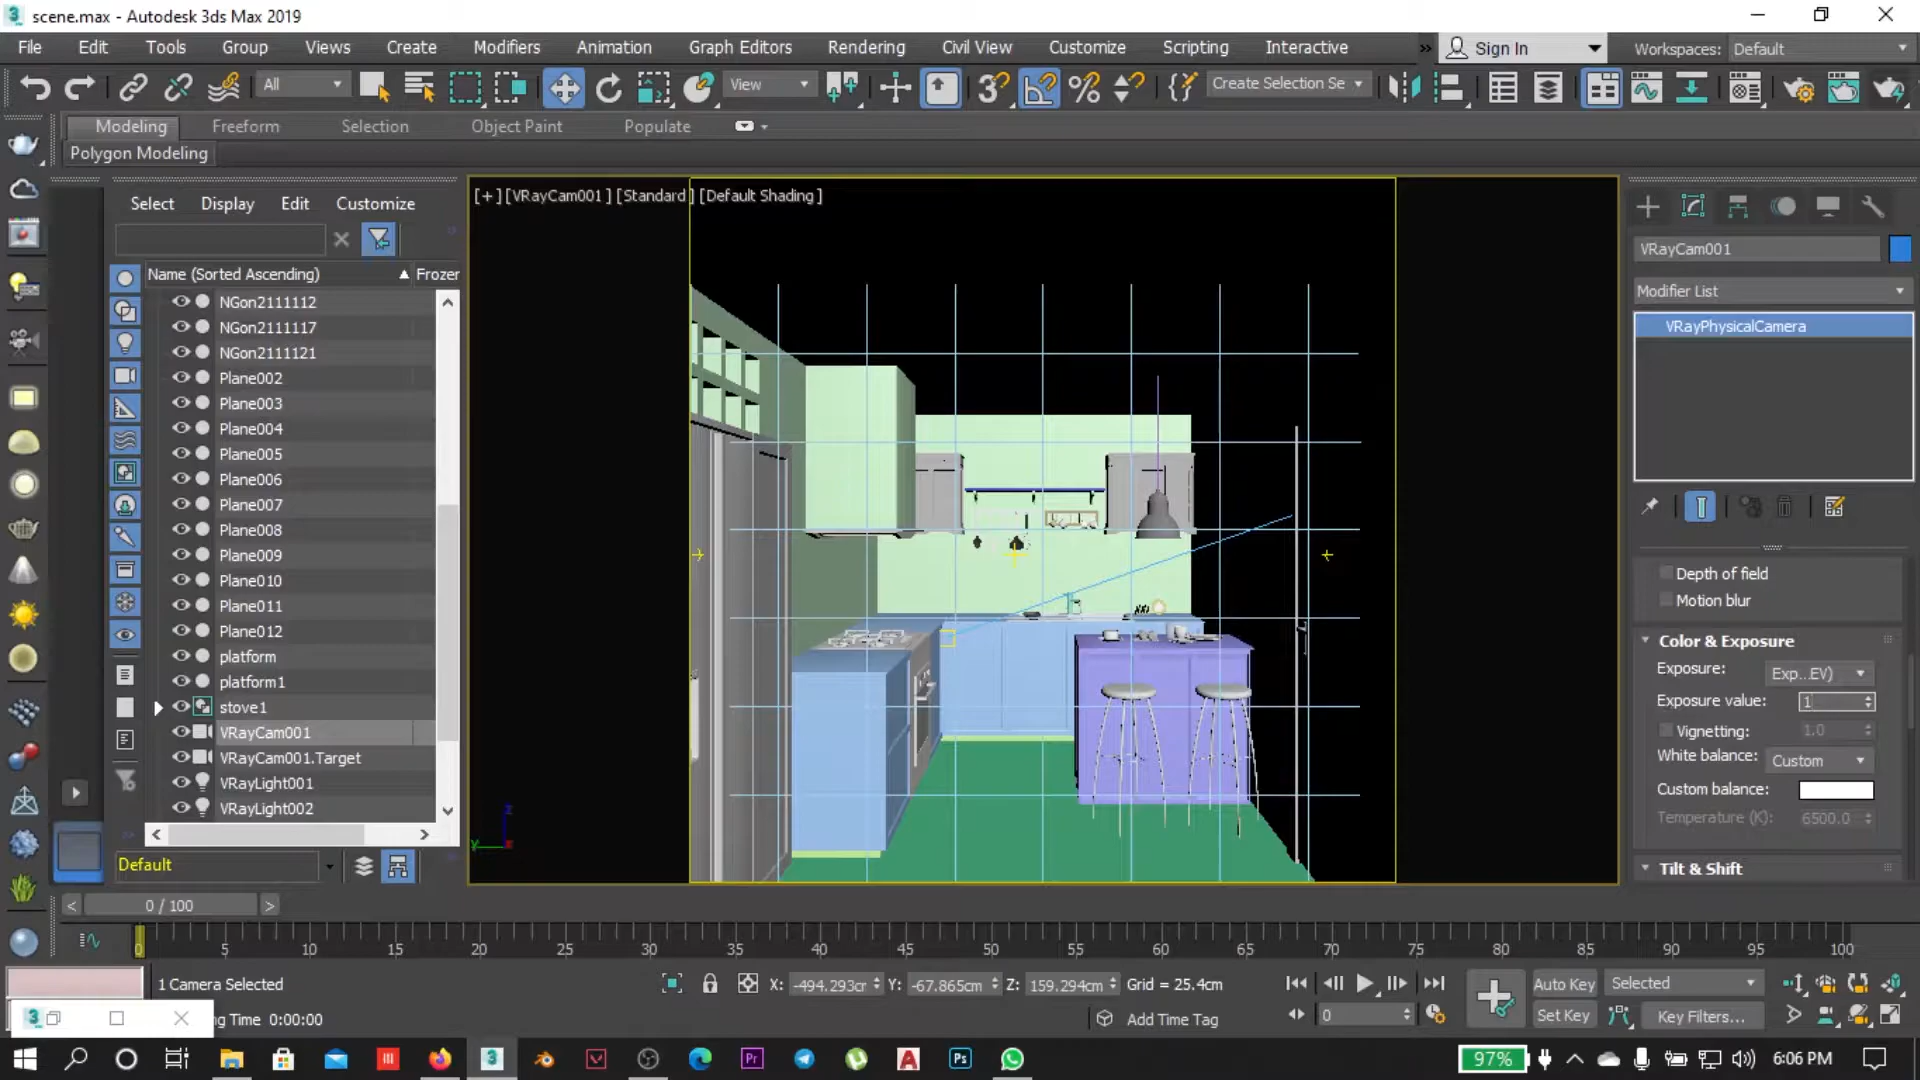 scene.max - Autodesk 3ds Max 2019
File Edit Tools Group Views Create Modifiers Animation Graph Editors Rendering Civil View Customize Scripting Interactive Sign In Workspaces: Default
All View Create Selection Se
Modeling Freeform Selection Object Paint Populate
Polygon Modeling
Select Display Edit Customize
Name (Sorted Ascending) Frozen
NGon2111112
NGon2111117
NGon2111121
Plane002
Plane003
Plane004
Plane005
Plane006
Plane007
Plane008
Plane009
Plane010
Plane011
Plane012
platform
platform1
stove1
VRayCam001
VRayCam001.Target
VRayLight001
VRayLight002
Default
[+] [VRayCam001 ] [Standard ] [Default Shading ]
VRayCam001
Modifier List
VRayPhysicalCamera
Depth of field
Motion blur
Color & Exposure
Exposure: Exp...EV)
Exposure value: 1
Vignetting: 1.0
White balance: Custom
Custom balance:
Temperature (K): 6500.0
Tilt & Shift
0 / 100
0 5 10 15 20 25 30 35 40 45 50 55 60 65 70 75 80 85 90 95 100
1 Camera Selected
X: -494.293cr Y: -67.865cm Z: 159.294cm Grid = 25.4cm
Auto Key Selected
ng Time 0:00:00
Add Time Tag
0
Set Key Key Filters...
97% 6:06 PM